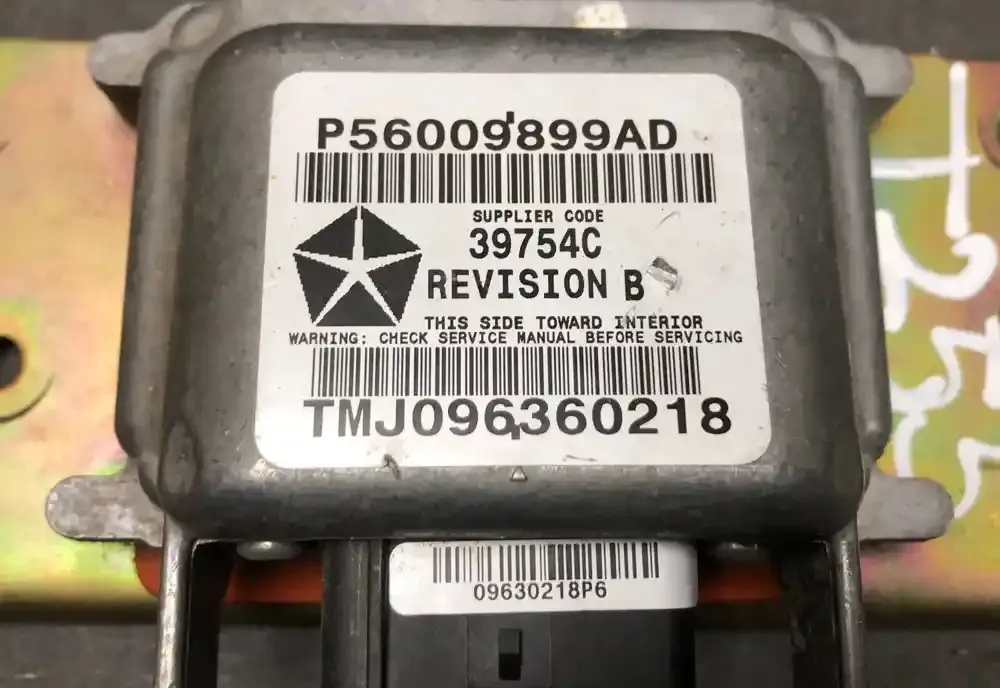 P56009899AD
SUPPLIER CODE
39754C
REVISION B
THIS SIDE TOWARD INTERIOR
WARNING: CHECK SERVICE MANUAL BEFORE SERVICING
TMJ096360218
09630218P6